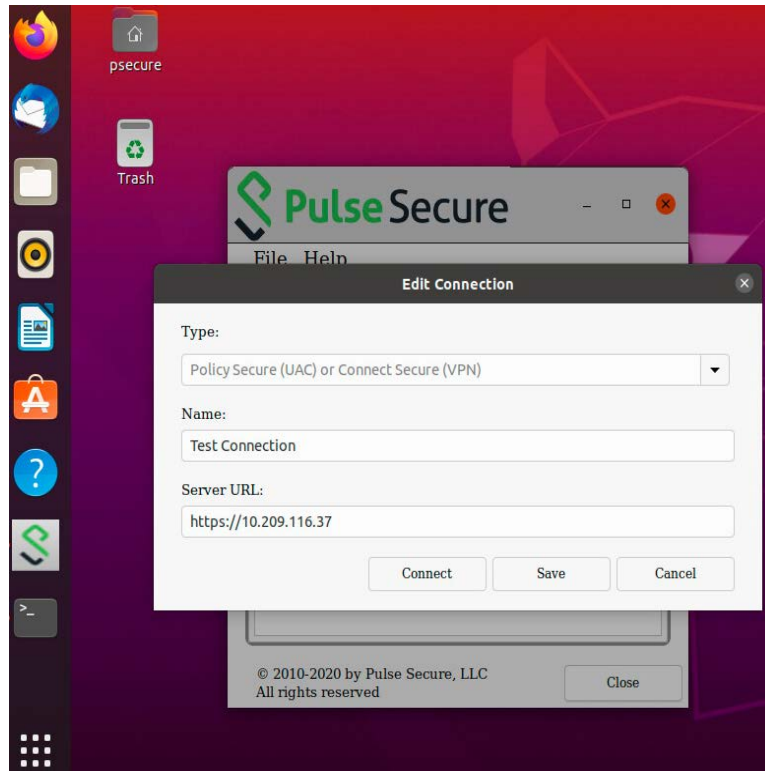 psecure
Trash
Pulse Secure
File Help
Edit Connection
Type:
Policy Secure (UAC) or Connect Secure (VPN)
Name:
Test Connection
Server URL:
https://10.209.116.37
Connect Save Cancel
© 2010-2020 by Pulse Secure, LLC
All rights reserved
Close